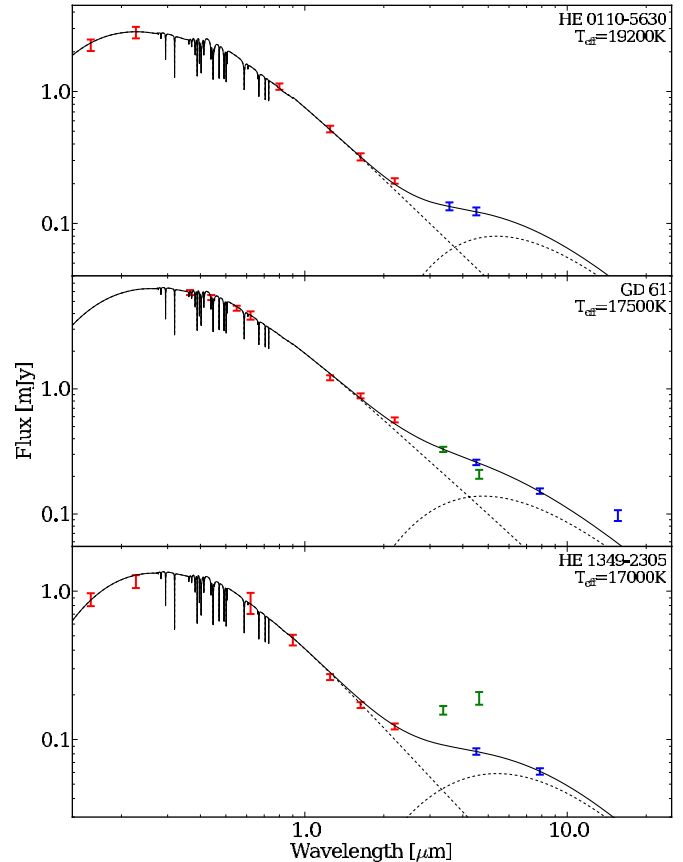 HE 0110-5630
T_eff=19200K
1.0
0.1
GD 61
T_eff=17500K
1.0
0.1
Flux [mJy]
HE 1349-2305
T_eff=17000K
1.0
0.1
1.0
10.0
Wavelength [μm]